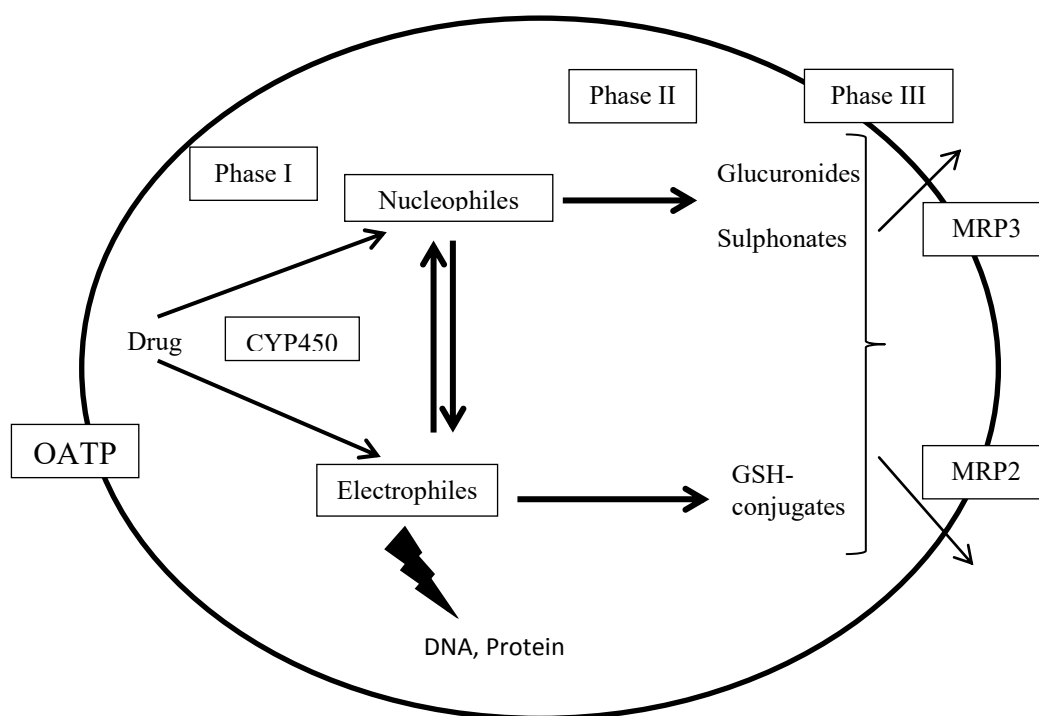 Phase II
Phase III
Phase I
Glucuronides
Nucleophiles
Sulphonates
MRP3
Drug
CYP450
OATP
MRP2
GSH-
conjugates
Electrophiles
DNA, Protein